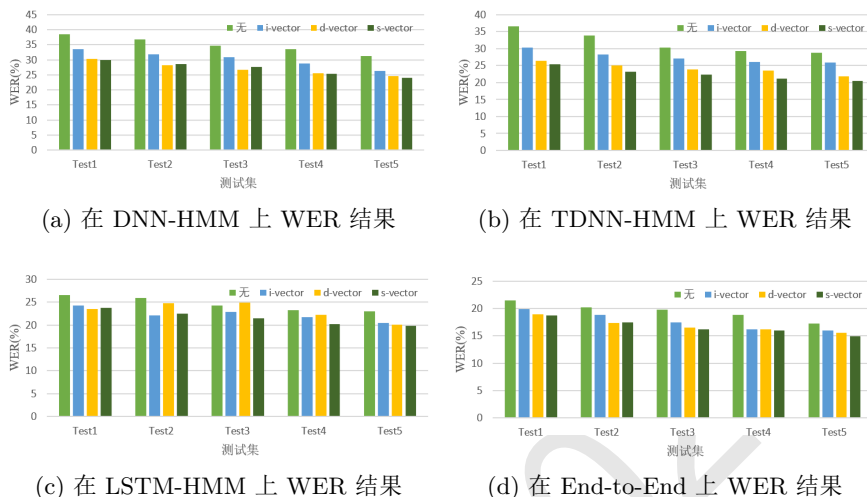 45
40
35
30
25
20
15
10
5
0
WER(%)
无 i-vector d-vector s-vector
Test1 Test2 Test3 Test4 Test5
测试集
(a) 在 DNN-HMM 上 WER 结果
40
35
30
25
20
15
10
5
0
WER(%)
无 i-vector d-vector s-vector
Test1 Test2 Test3 Test4 Test5
测试集
(b) 在 TDNN-HMM 上 WER 结果
30
25
20
15
10
5
0
WER(%)
无 i-vector d-vector s-vector
Test1 Test2 Test3 Test4 Test5
测试集
(c) 在 LSTM-HMM 上 WER 结果
25
20
15
10
5
0
WER(%)
无 i-vector d-vector s-vector
Test1 Test2 Test3 Test4 Test5
测试集
(d) 在 End-to-End 上 WER 结果